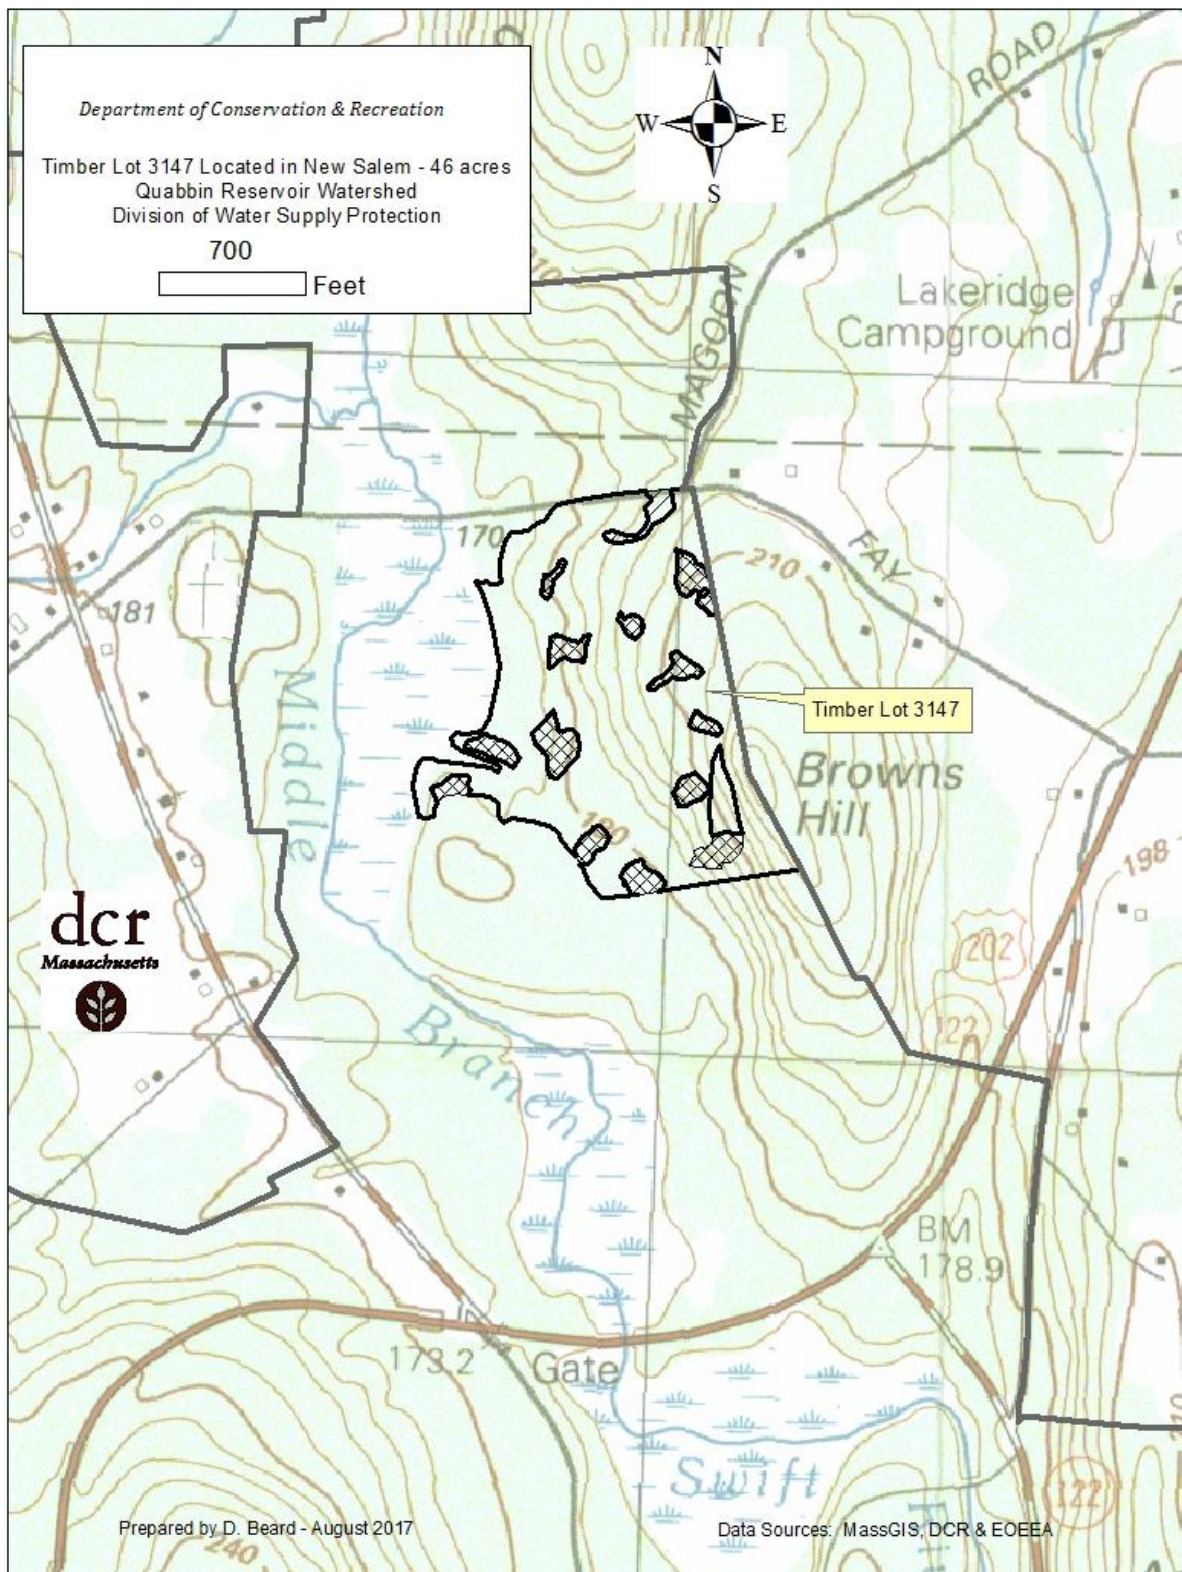 Department of Conservation & Recreation
Timber Lot 3147 Located in New Salem - 46 acres
Quabbin Reservoir Watershed
Division of Water Supply Protection
700
Feet
N
W
E
S
ROAD
Lakeridge
Campground
MAGOON
170
210
FAY
181
Middle
Timber Lot 3147
Browns
Hill
180
198
dcr
Massachusetts
202
122
Branch
BM
178.9
173.2
Gate
Swift
122
210
240
Prepared by D. Beard - August 2017
Data Sources: MassGIS, DCR & EOEEA